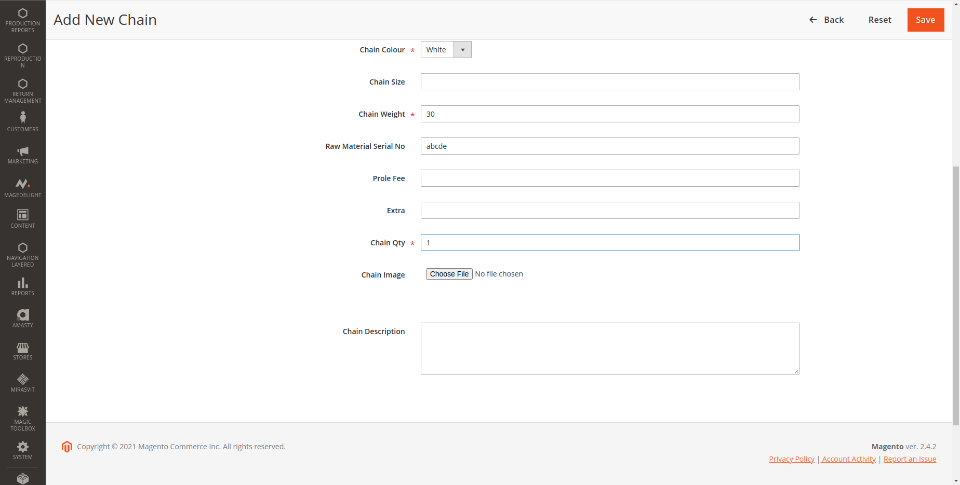 PRODUCTION
REPORTS
REPRODUCTIO
N
RETURN
MANAGEMENT
CUSTOMERS
MARKETING
MAGEDELIGHT
CONTENT
NAVIGATION
LAYERED
REPORTS
AMASTY
STORES
MIRASVIT
MAGIC
TOOLBOX
SYSTEM
Add New Chain
Back
Reset
Save
Chain Colour *
White
Chain Size
Chain Weight *
30
Raw Material Serial No
abcde
Prole Fee
Extra
Chain Qty *
1
Chain Image
Choose File No file chosen
Chain Description
Copyright © 2021 Magento Commerce Inc. All rights reserved.
Magento ver. 2.4.2
Privacy Policy | Account Activity | Report an Issue